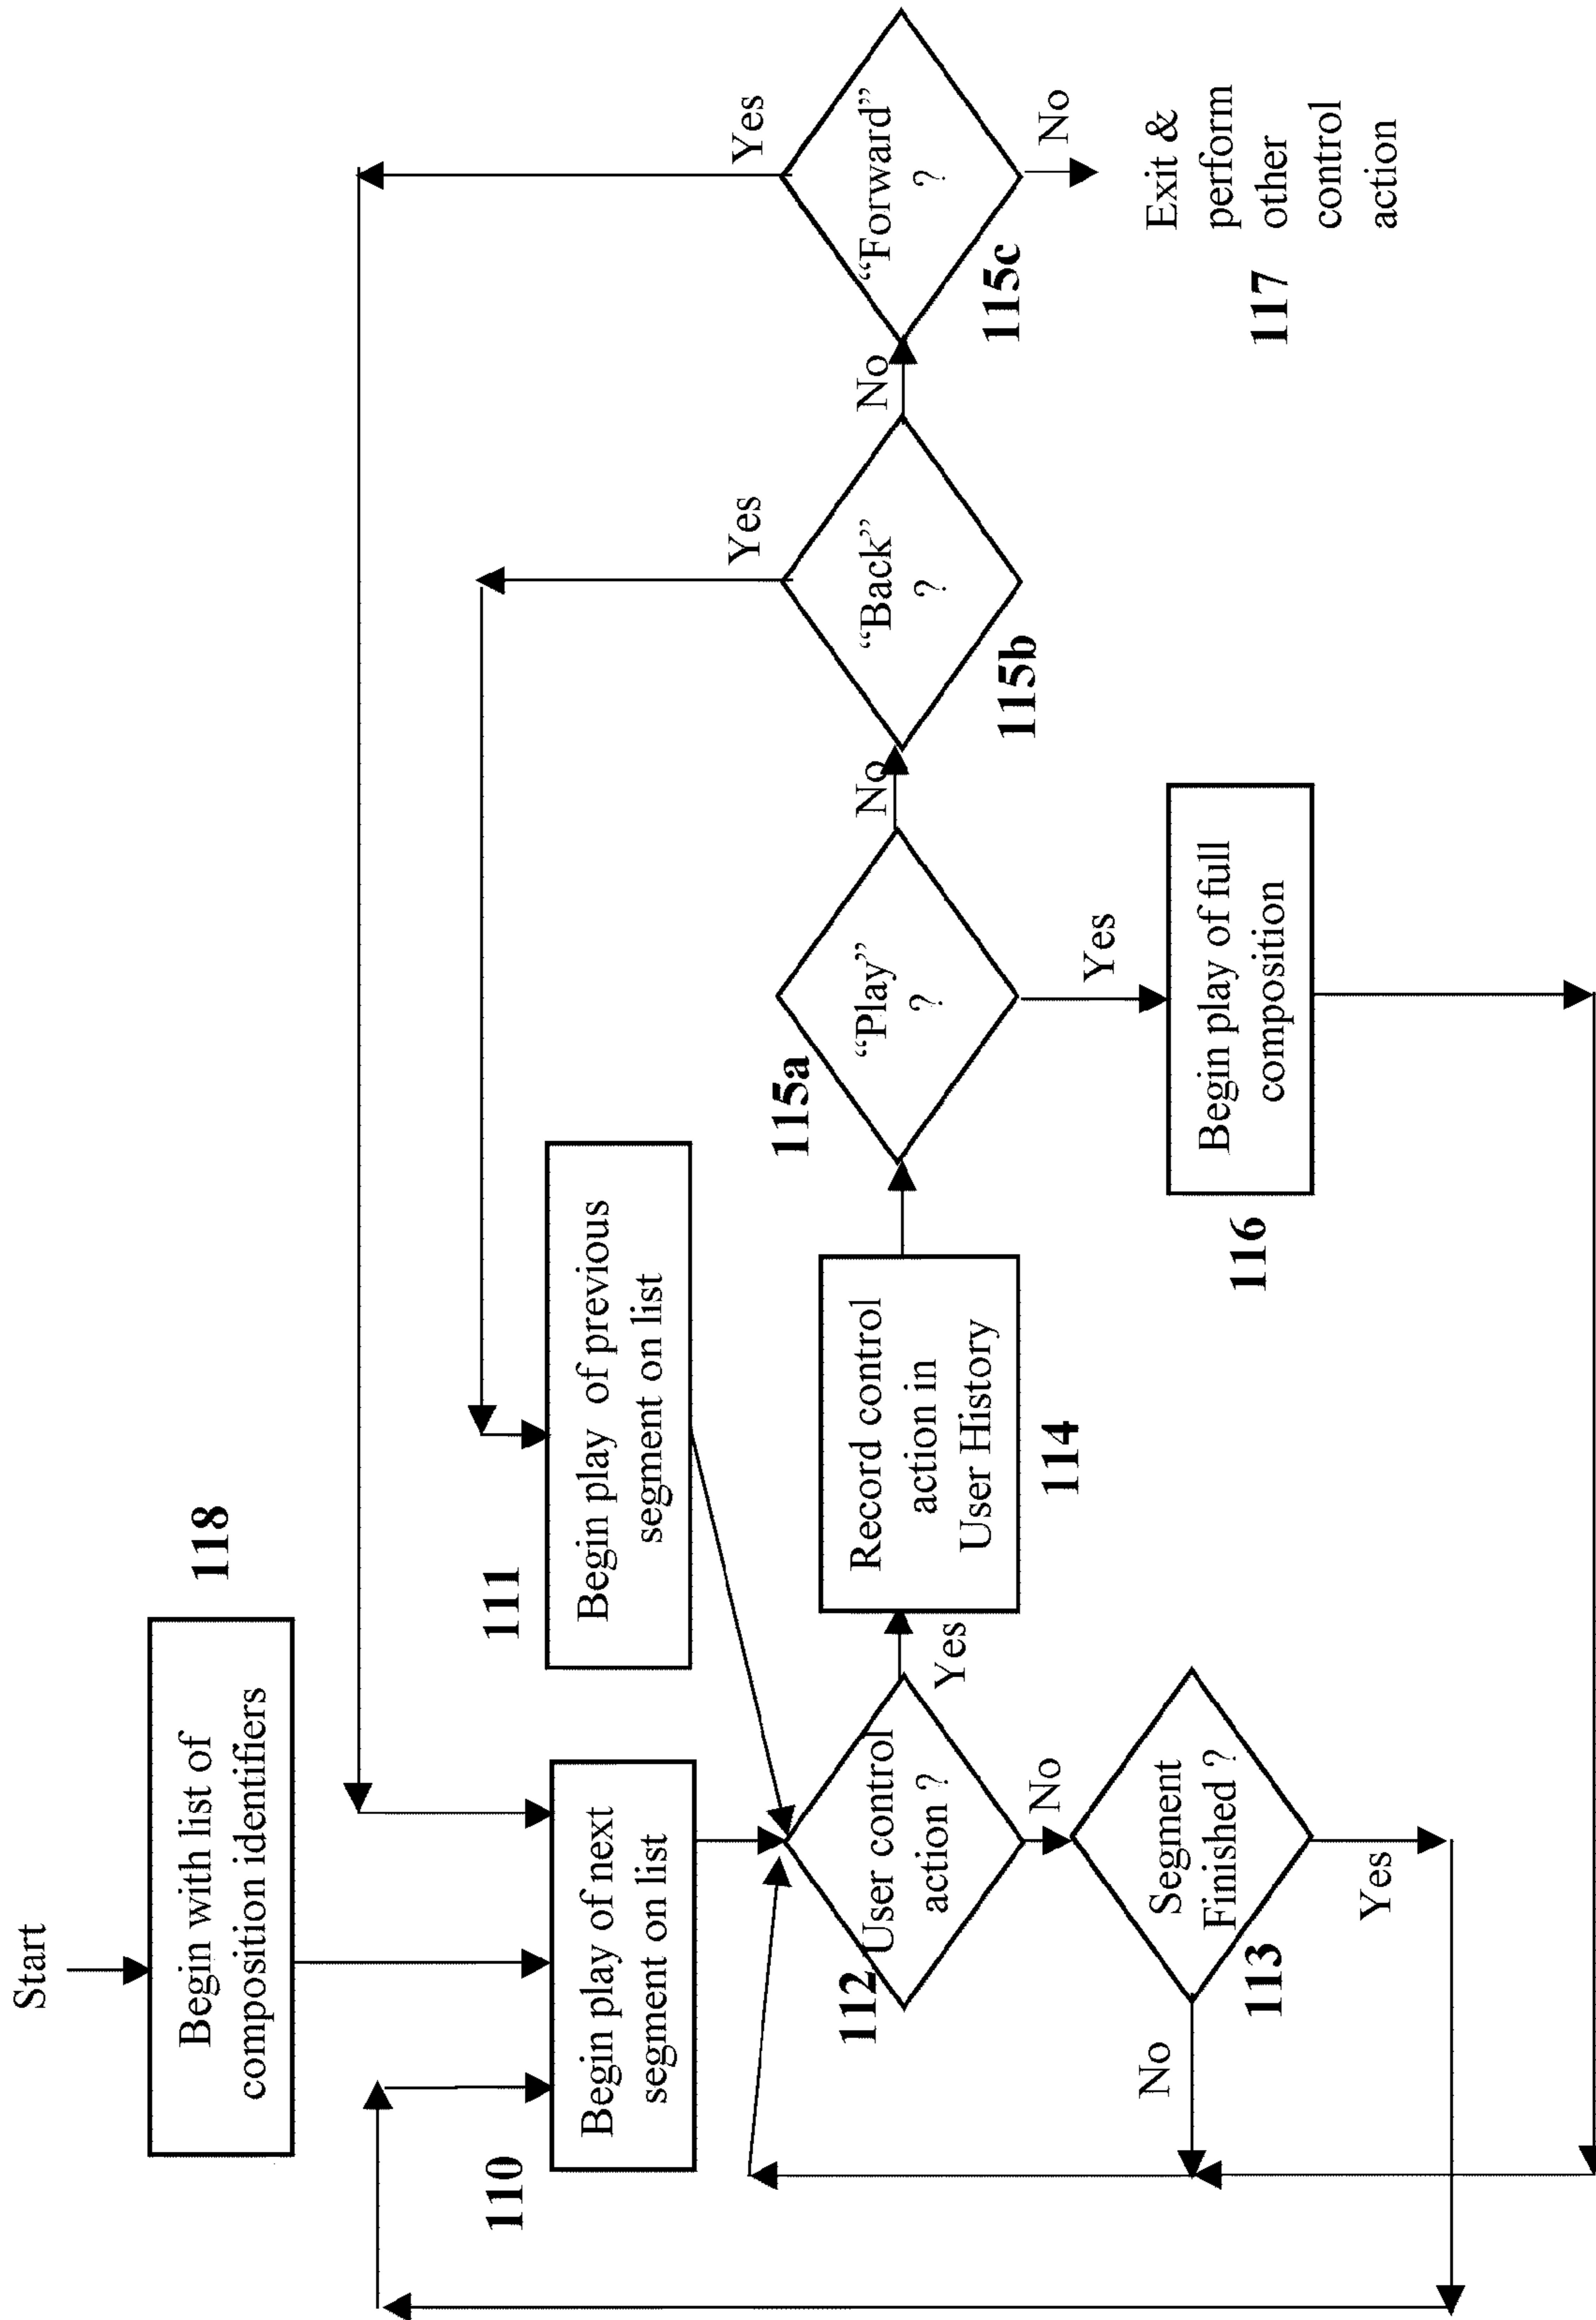 Start
Begin with list of
composition identifiers
118
110
Begin play of next
segment on list
111
Begin play of previous
segment on list
112
User control
action ?
Yes
No
Record control
action in
User History
114
115a
“Play”
?
No
Yes
“Back”
?
115b
Yes
No
“Forward”
?
115c
Yes
No
Exit &
perform
other
control
action
117
Segment
Finished ?
113
No
Yes
116
Begin play of full
composition